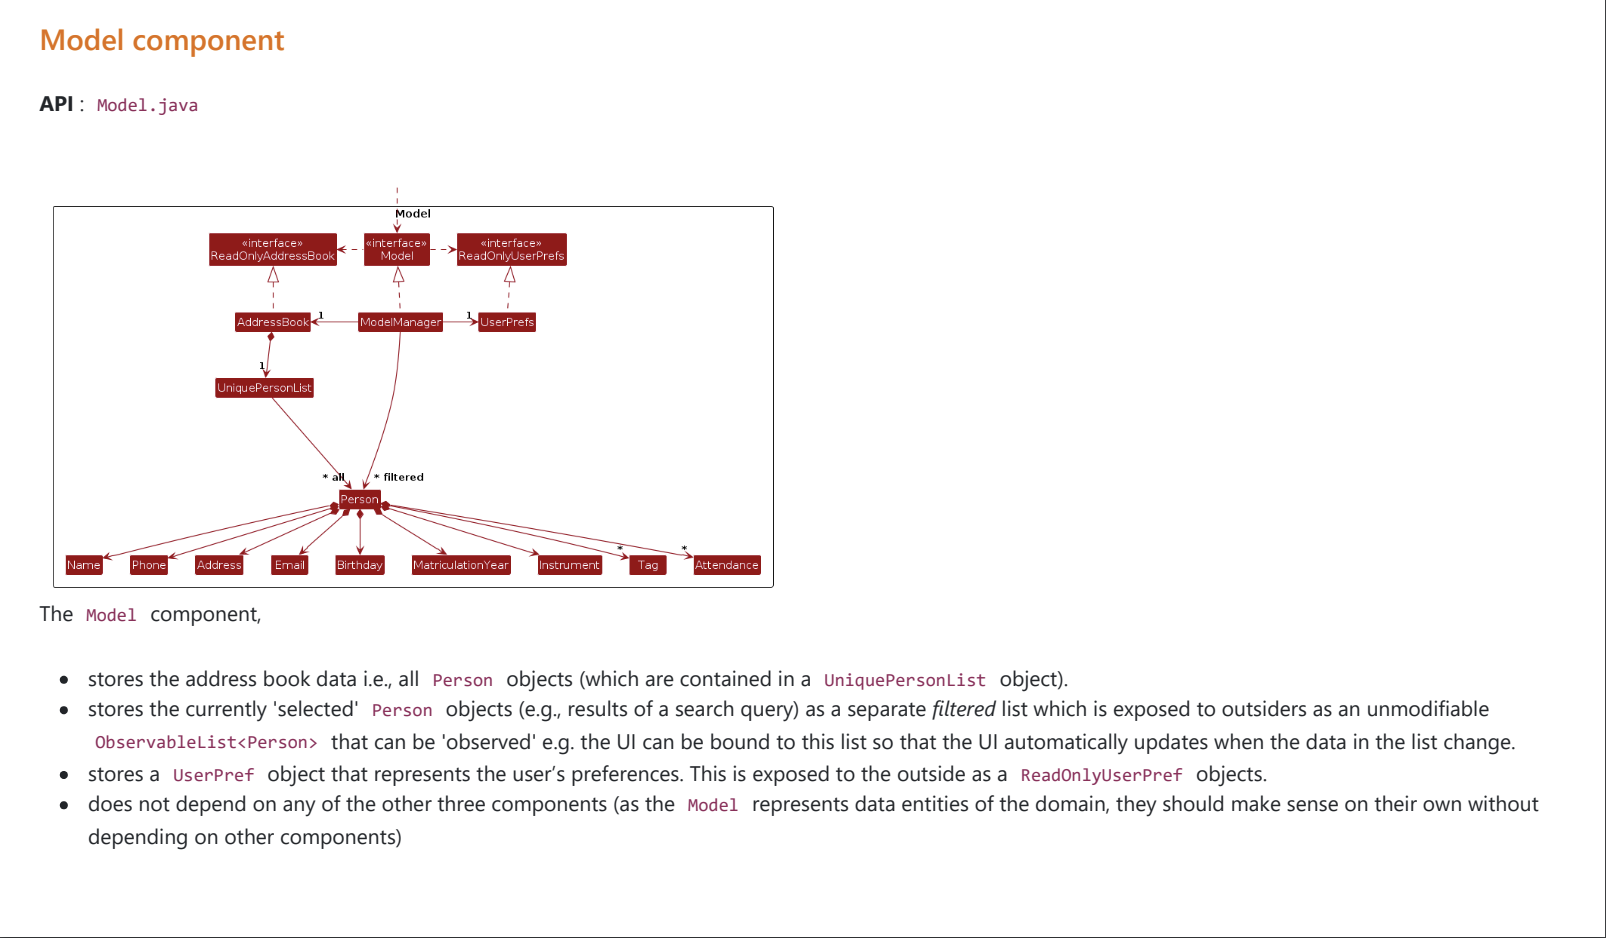 Model component
API : Model.java
Model
«interface» «interface» «interface»
ReadOnlyAddressBook Model ReadOnlyUserPrefs
AddressBook 1 ModelManager 1 UserPrefs
1
UniquePersonList
* all * filtered
Person
* *
Name Phone Address Email Birthday MatriculationYear Instrument Tag Attendance
The Model component,
● stores the address book data i.e., all Person objects (which are contained in a UniquePersonList object).
● stores the currently 'selected' Person objects (e.g., results of a search query) as a separate filtered list which is exposed to outsiders as an unmodifiable
ObservableList<Person> that can be 'observed' e.g. the UI can be bound to this list so that the UI automatically updates when the data in the list change.
● stores a UserPref object that represents the user’s preferences. This is exposed to the outside as a ReadOnlyUserPref objects.
● does not depend on any of the other three components (as the Model represents data entities of the domain, they should make sense on their own without
depending on other components)